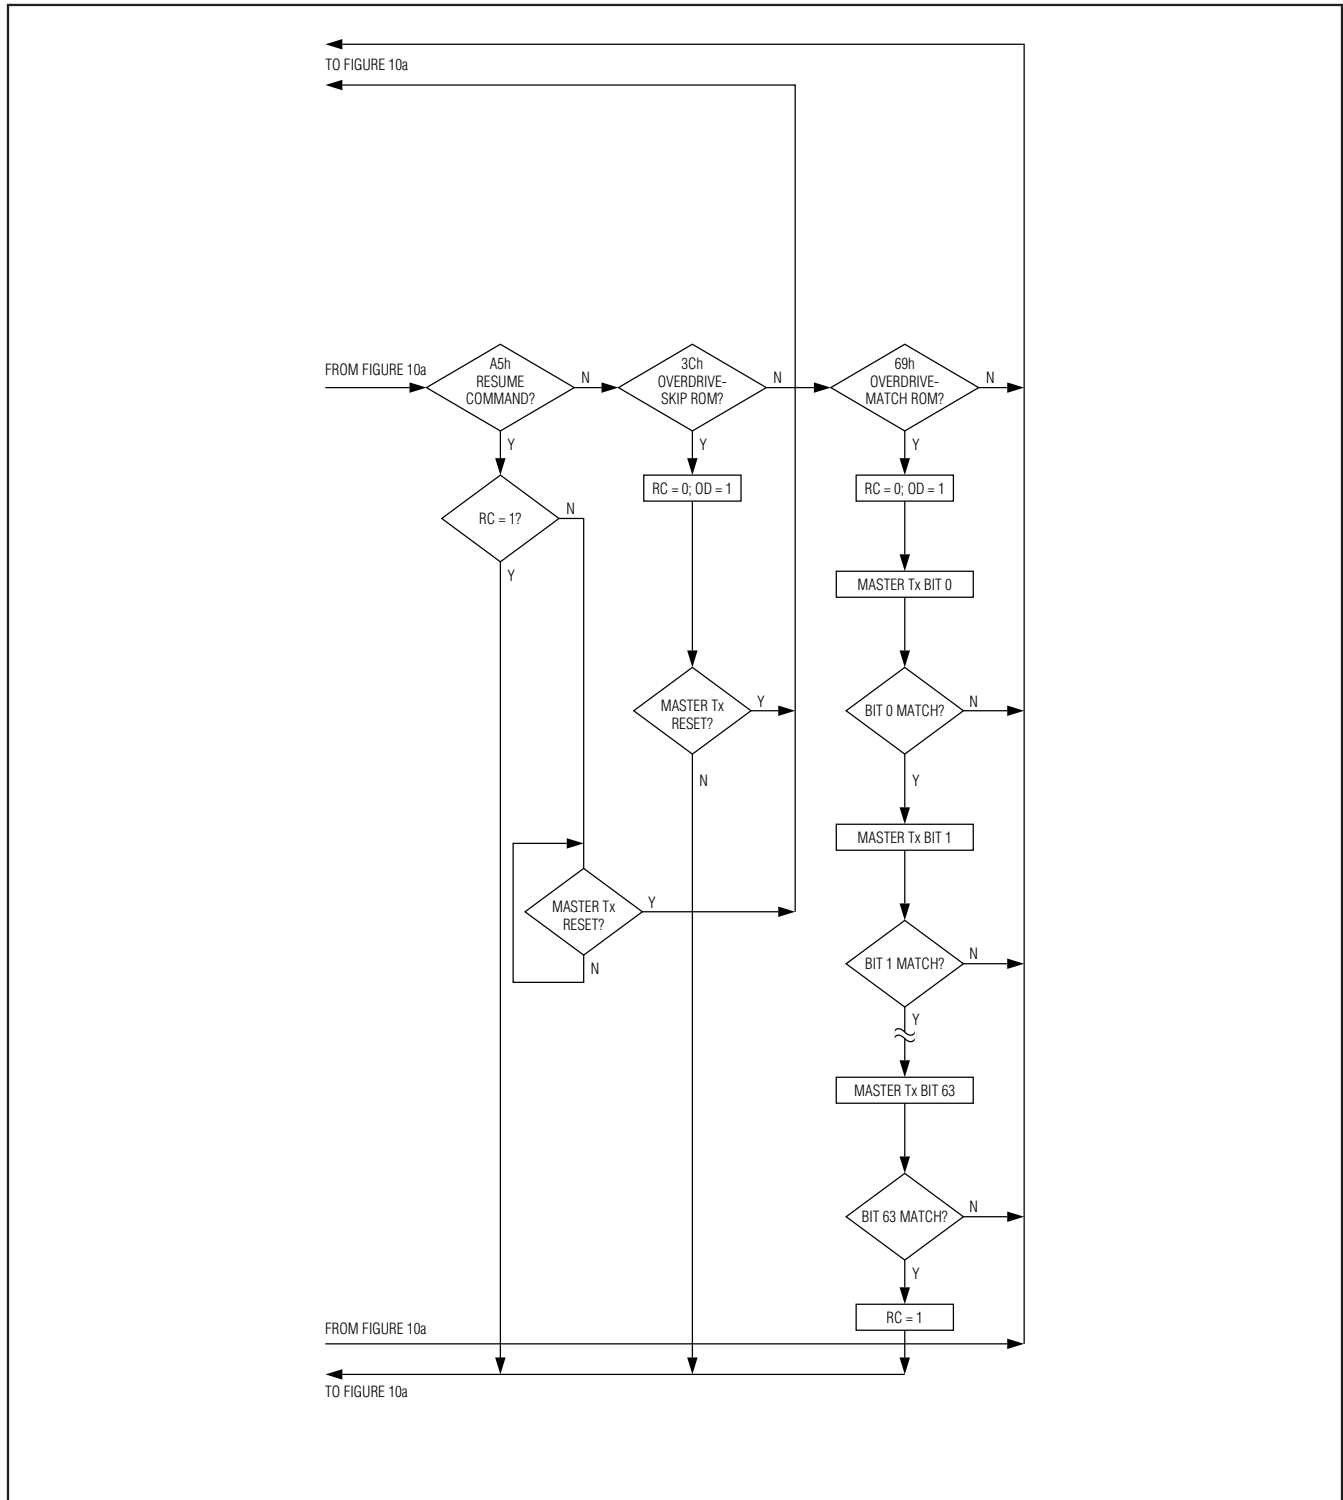 TO FIGURE 10a
FROM FIGURE 10a
A5h
RESUME
COMMAND?
N
3Ch
OVERDRIVE-
SKIP ROM?
N
69h
OVERDRIVE-
MATCH ROM?
N
Y
Y
Y
RC = 0; OD = 1
RC = 0; OD = 1
RC = 1?
N
Y
MASTER Tx BIT 0
MASTER Tx
RESET?
Y
N
BIT 0 MATCH?
N
Y
MASTER Tx BIT 1
MASTER Tx
RESET?
Y
N
BIT 1 MATCH?
N
Y
MASTER Tx BIT 63
BIT 63 MATCH?
N
Y
RC = 1
FROM FIGURE 10a
TO FIGURE 10a